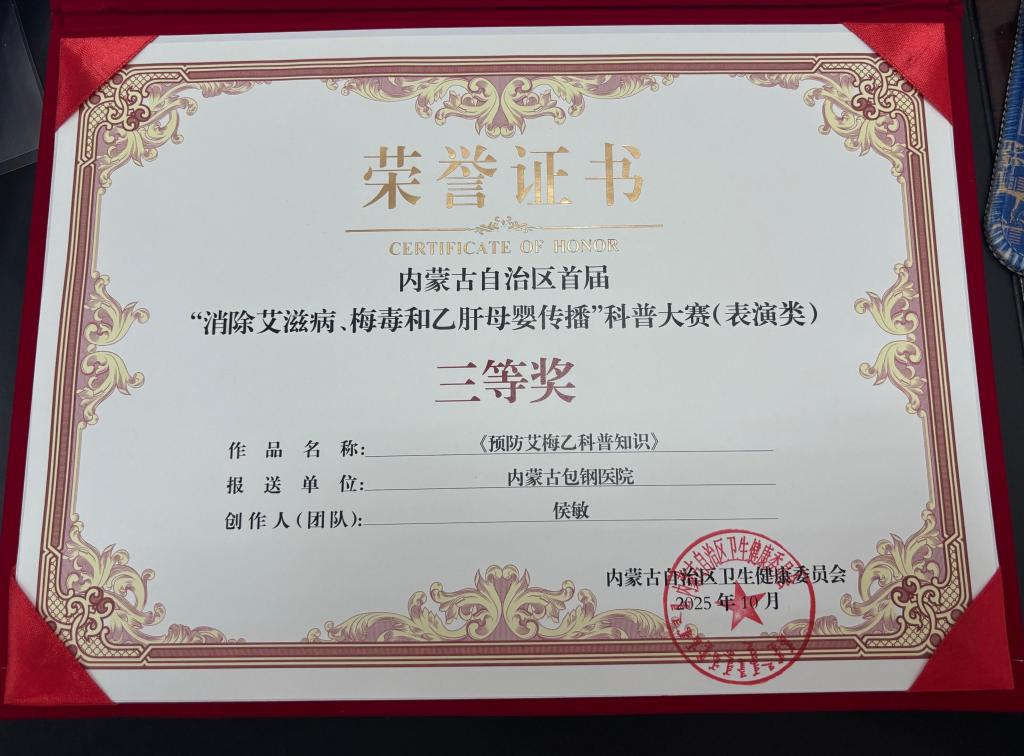 荣誉证书
CERTIFICATE OF HONOR
内蒙古自治区首届
“消除艾滋病、梅毒和乙肝母婴传播”科普大赛(表演类)
三等奖
作品名称:《预防艾梅乙科普知识》
报送单位:内蒙古包钢医院
创作人(团队):侯敏
内蒙古自治区卫生健康委员会
2025年10月